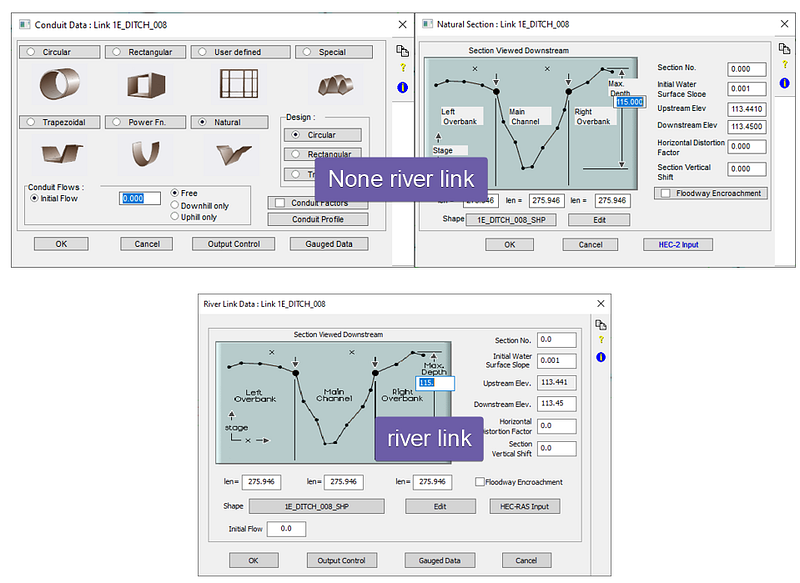 Conduit Data : Link 1E_DITCH_008
Circular
Rectangular
User defined
Special
Trapezoidal
Power Fn.
Natural
Design :
Circular
Rectangular
Conduit Flows :
Initial Flow
0.000
Free
Downhill only
Uphill only
Conduit Factors
Conduit Profile
OK
Cancel
Output Control
Gauged Data
None river link
Natural Section : Link 1E_DITCH_008
Section Viewed Downstream
Max.
Depth
115.000
Left
Overbank
Main
Channel
Right
Overbank
Stage
Section No.
0.000
Initial Water
Surface Slope
0.001
Upstream Elev
113.4410
Downstream Elev
113.4500
Horizontal Distortion
Factor
0.000
Section Vertical
Shift
0.000
Floodway Encroachment
len = 275.946
len = 275.946
Shape
1E_DITCH_008_SHP
Edit
OK
Cancel
HEC-2 Input
River Link Data : Link 1E_DITCH_008
Section Viewed Downstream
Max.
Depth
115.
Left
Overbank
Main
Channel
Right
Overbank
stage
Section No.
0.0
Initial Water
Surface Slope
0.001
Upstream Elev.
113.441
Downstream Elev.
113.45
Horizontal
Factor
0.0
Section
Vertical Shift
0.0
river link
len= 275.946
len= 275.946
len= 275.946
Floodway Encroachment
Shape
1E_DITCH_008_SHP
Edit
HEC-RAS Input
Initial Flow
0.0
OK
Output Control
Gauged Data
Cancel